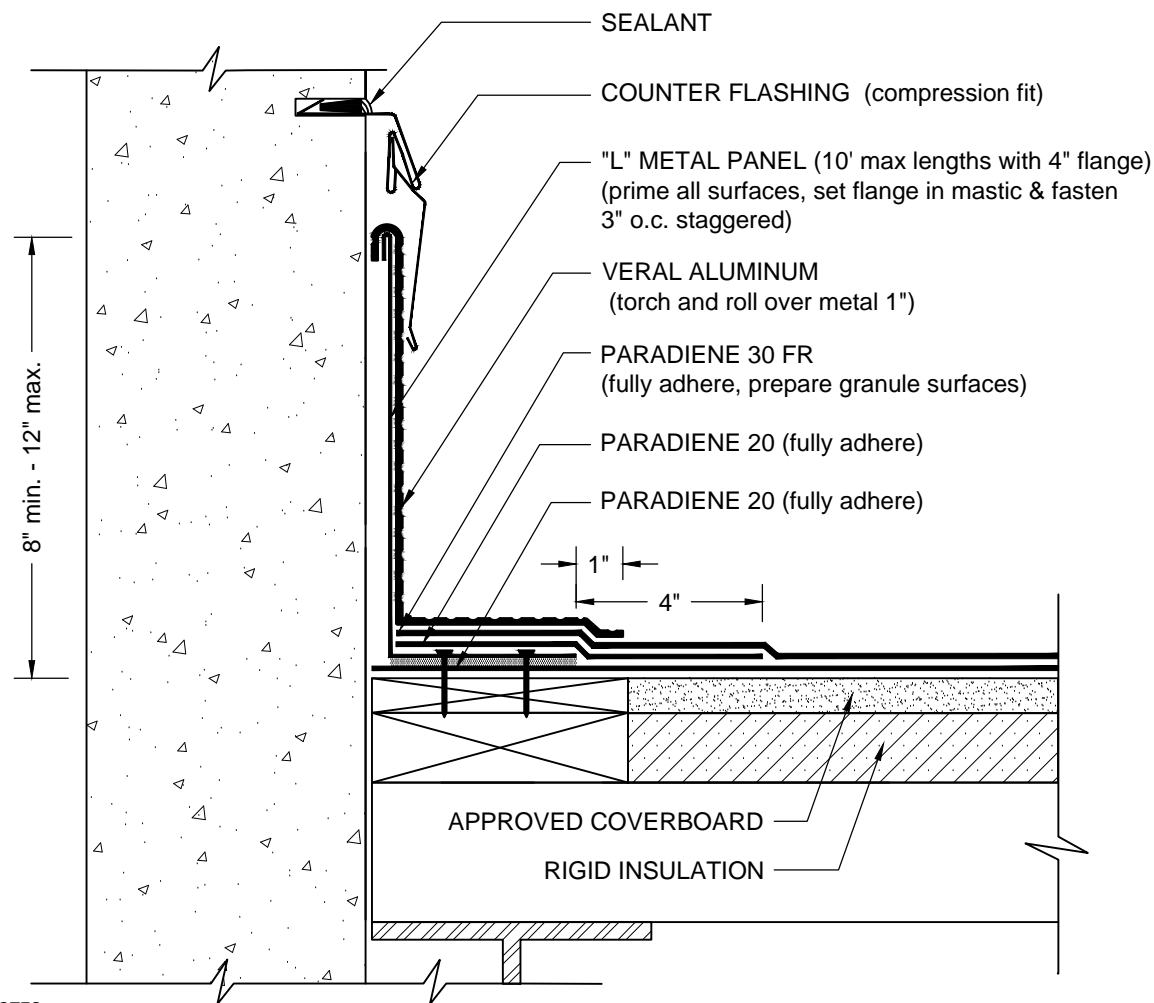 SEALANT
COUNTER FLASHING (compression fit)
"L" METAL PANEL (10' max lengths with 4" flange)
(prime all surfaces, set flange in mastic & fasten
3" o.c. staggered)
VERAL ALUMINUM
(torch and roll over metal 1")
PARADIENE 30 FR
(fully adhere, prepare granule surfaces)
PARADIENE 20 (fully adhere)
PARADIENE 20 (fully adhere)
8" min. - 12" max.
1"
4"
APPROVED COVERBOARD
RIGID INSULATION